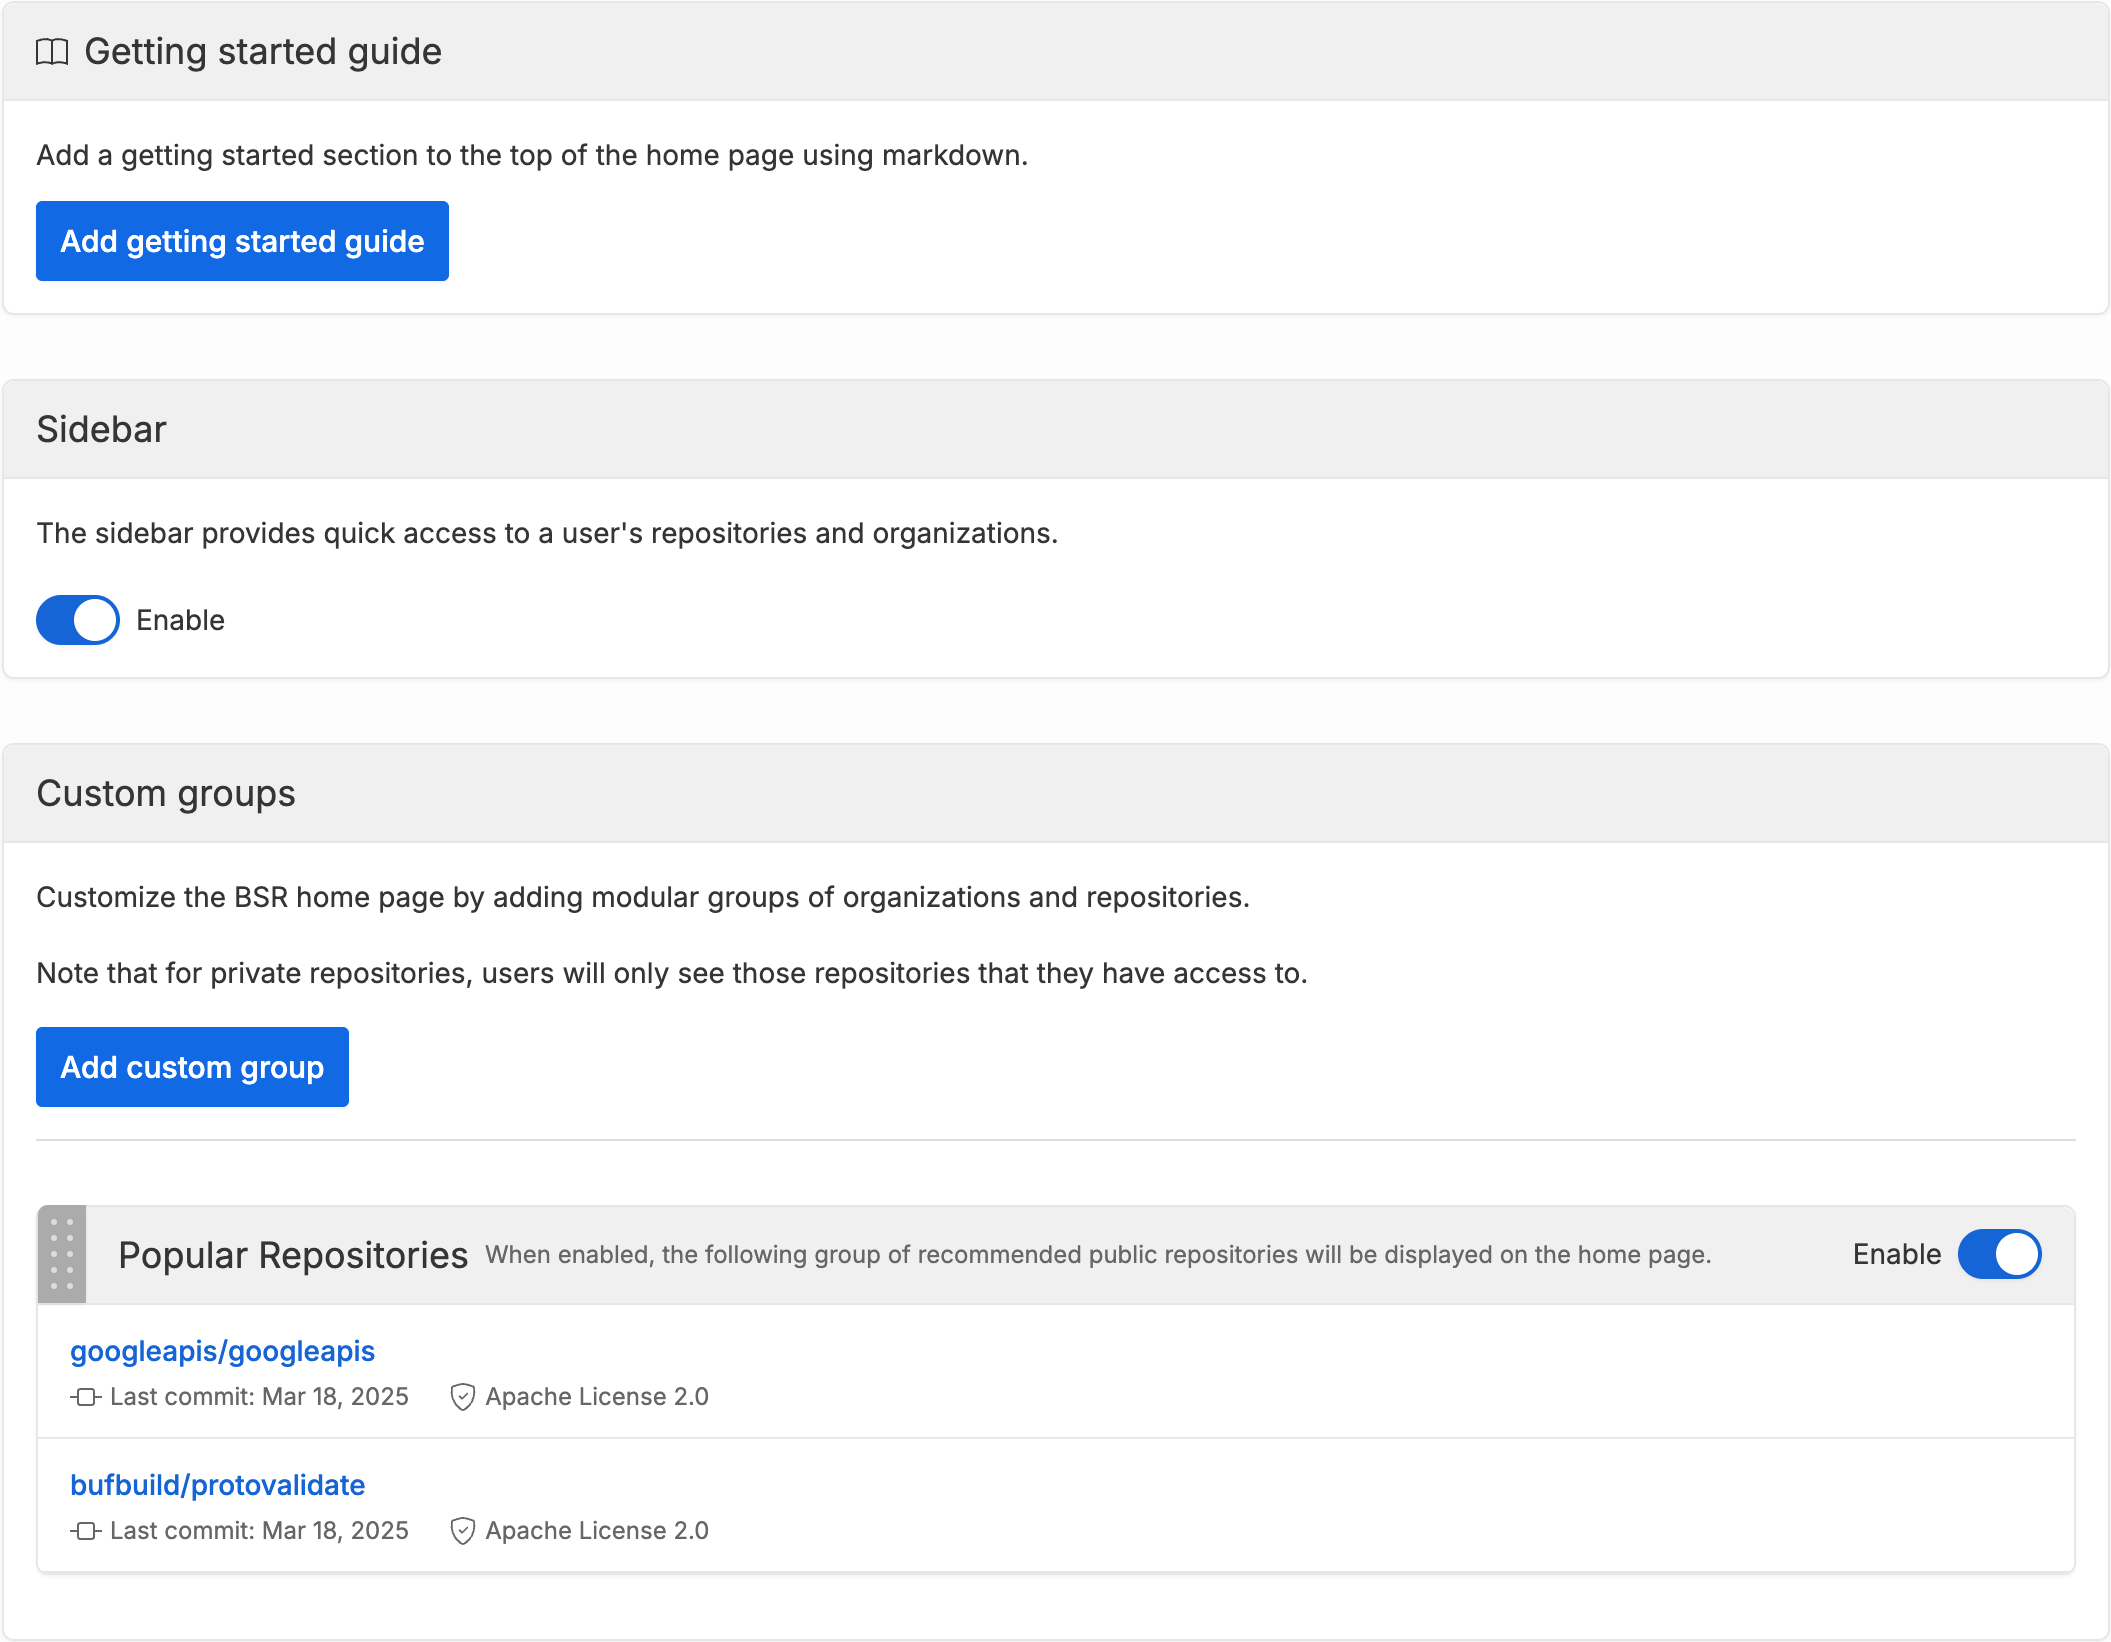 Getting started guide
Add a getting started section to the top of the home page using markdown.
Add getting started guide
Sidebar
The sidebar provides quick access to a user's repositories and organizations.
Enable
Custom groups
Customize the BSR home page by adding modular groups of organizations and repositories.
Note that for private repositories, users will only see those repositories that they have access to.
Add custom group
Popular Repositories When enabled, the following group of recommended public repositories will be displayed on the home page. Enable
googleapis/googleapis
Last commit: Mar 18, 2025 Apache License 2.0
bufbuild/protovalidate
Last commit: Mar 18, 2025 Apache License 2.0